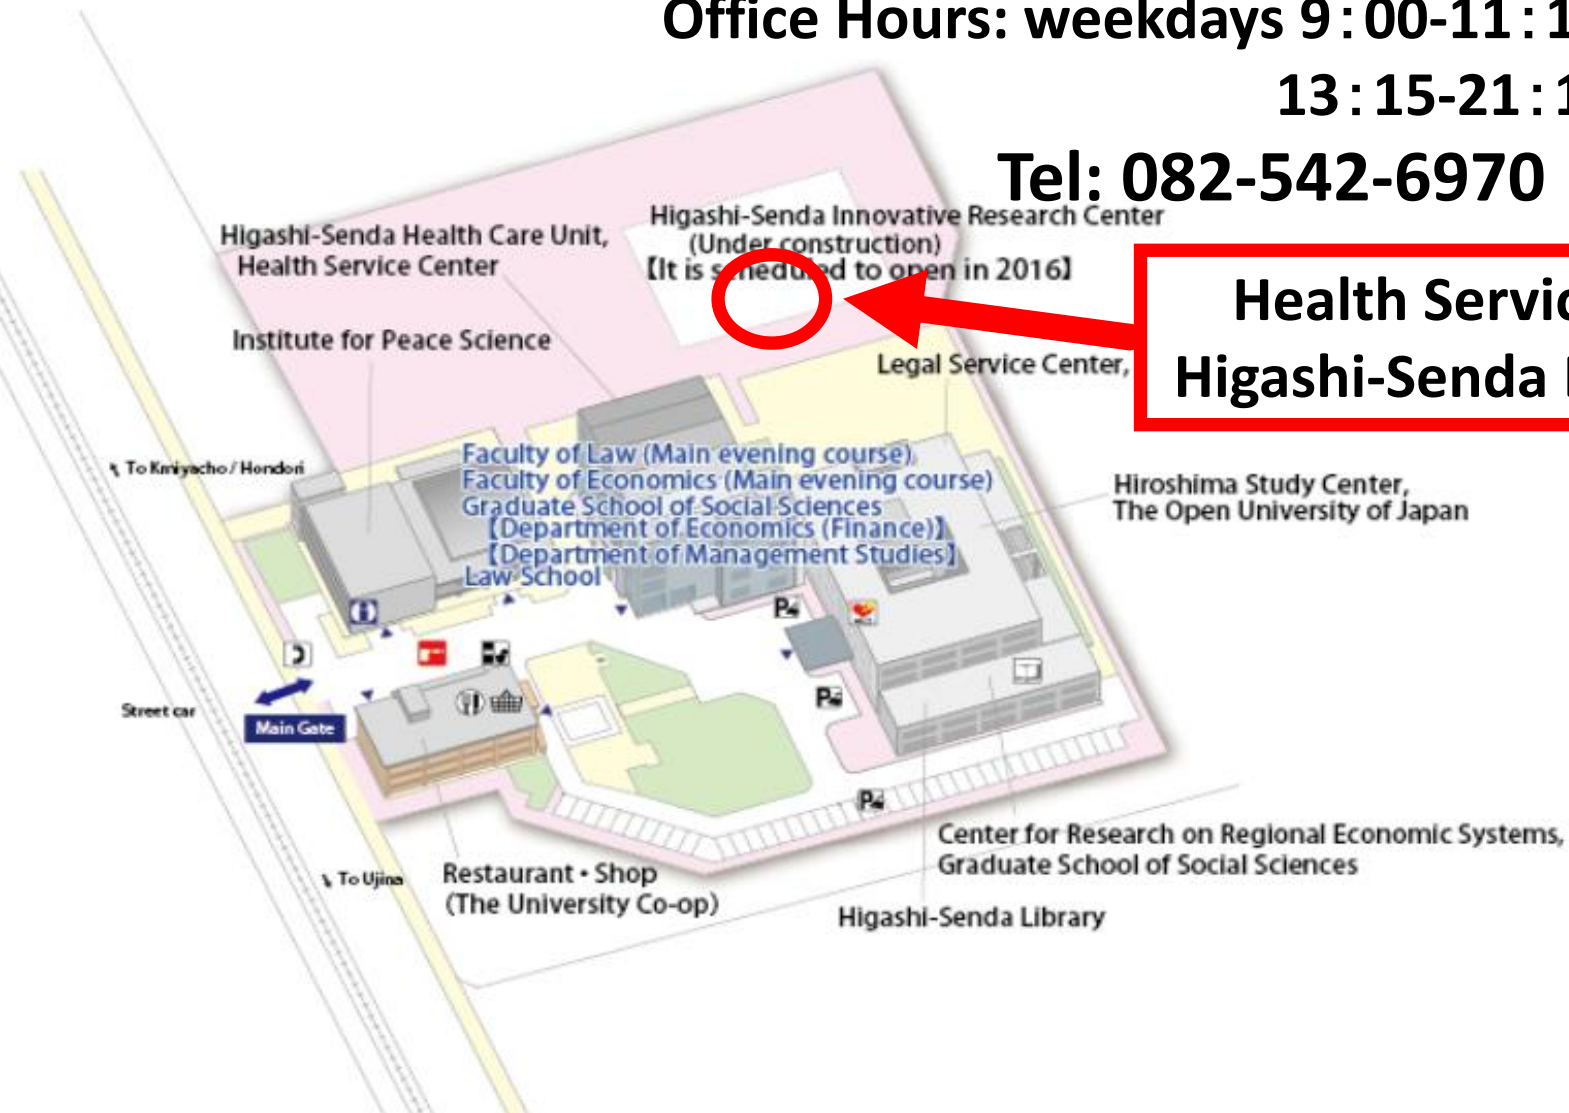 Office Hours: weekdays 9:00-11:1
13:15-21:1
Tel: 082-542-6970
Higashi-Senda Innovative Research Center
(Under construction)
【It is scheduled to open in 2016】
Higashi-Senda Health Care Unit,
Health Service Center
Health Servic
Higashi-Senda
Institute for Peace Science
Legal Service Center,
To Kmiyacho / Hondori
Faculty of Law (Main evening course)
Faculty of Economics (Main evening course)
Graduate School of Social Sciences
【Department of Economics (Finance)】
【Department of Management Studies】
Law School
Hiroshima Study Center,
The Open University of Japan
P
Street car
Main Gate
P
P
To Ujina
Restaurant・Shop
(The University Co-op)
Center for Research on Regional Economic Systems,
Graduate School of Social Sciences
Higashi-Senda Library